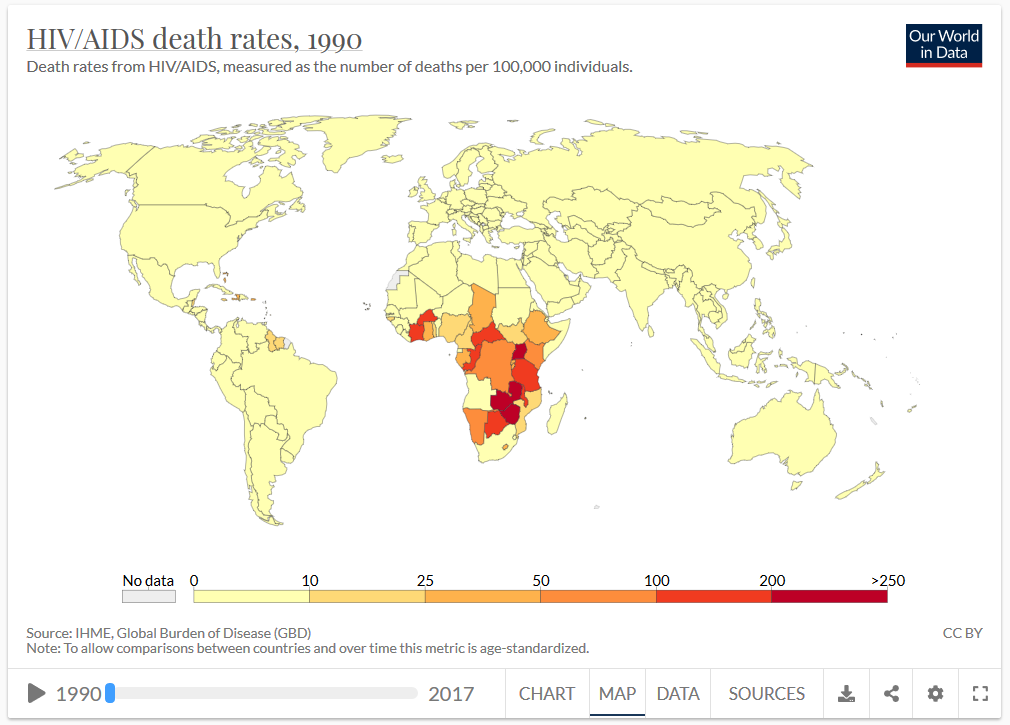 HIV/AIDS death rates, 1990
Death rates from HIV/AIDS, measured as the number of deaths per 100,000 individuals.
Our World
in Data
No data 0 10 25 50 100 200 >250
Source: IHME, Global Burden of Disease (GBD)
CC BY
Note: To allow comparisons between countries and over time this metric is age-standardized.
1990 2017 CHART MAP DATA SOURCES